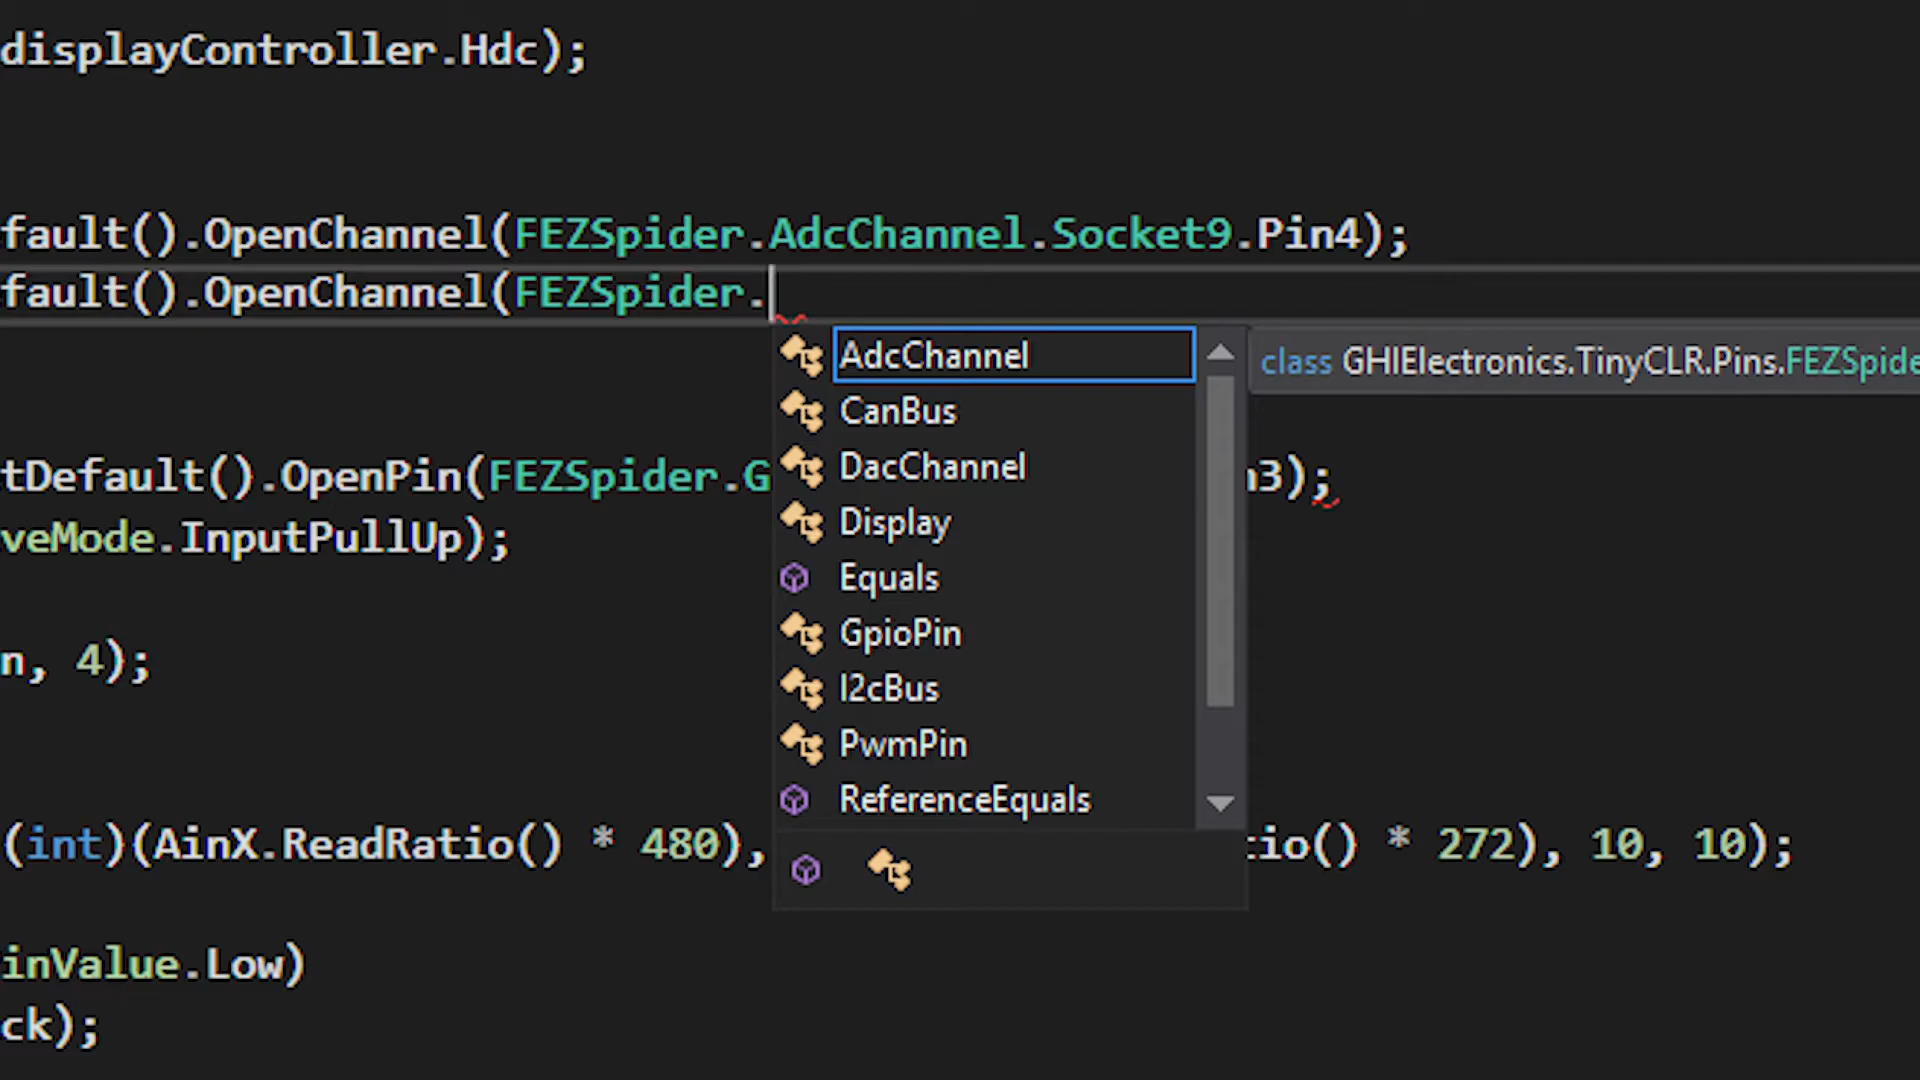 displayController.Hdc);
fault().OpenChannel(FEZSpider.AdcChannel.Socket9.Pin4);
fault().OpenChannel(FEZSpider.
AdcChannel
class GHIElectronics.TinyCLR.Pins.FEZSpide
CanBus
DacChannel
tDefault().OpenPin(FEZSpider.G
n3);
Display
veMode.InputPullUp);
Equals
GpioPin
n, 4);
I2cBus
PwmPin
ReferenceEquals
(int)(AinX.ReadRatio() * 480),
tio() * 272), 10, 10);
inValue.Low)
ck);